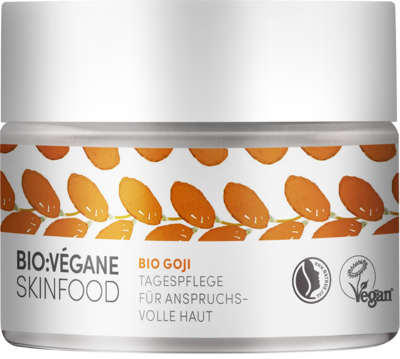 BIO:VÉGANE
SKINFOOD
BIO GOJI
TAGESPFLEGE
FÜR ANSPRUCHS-
VOLLE HAUT
Vegan